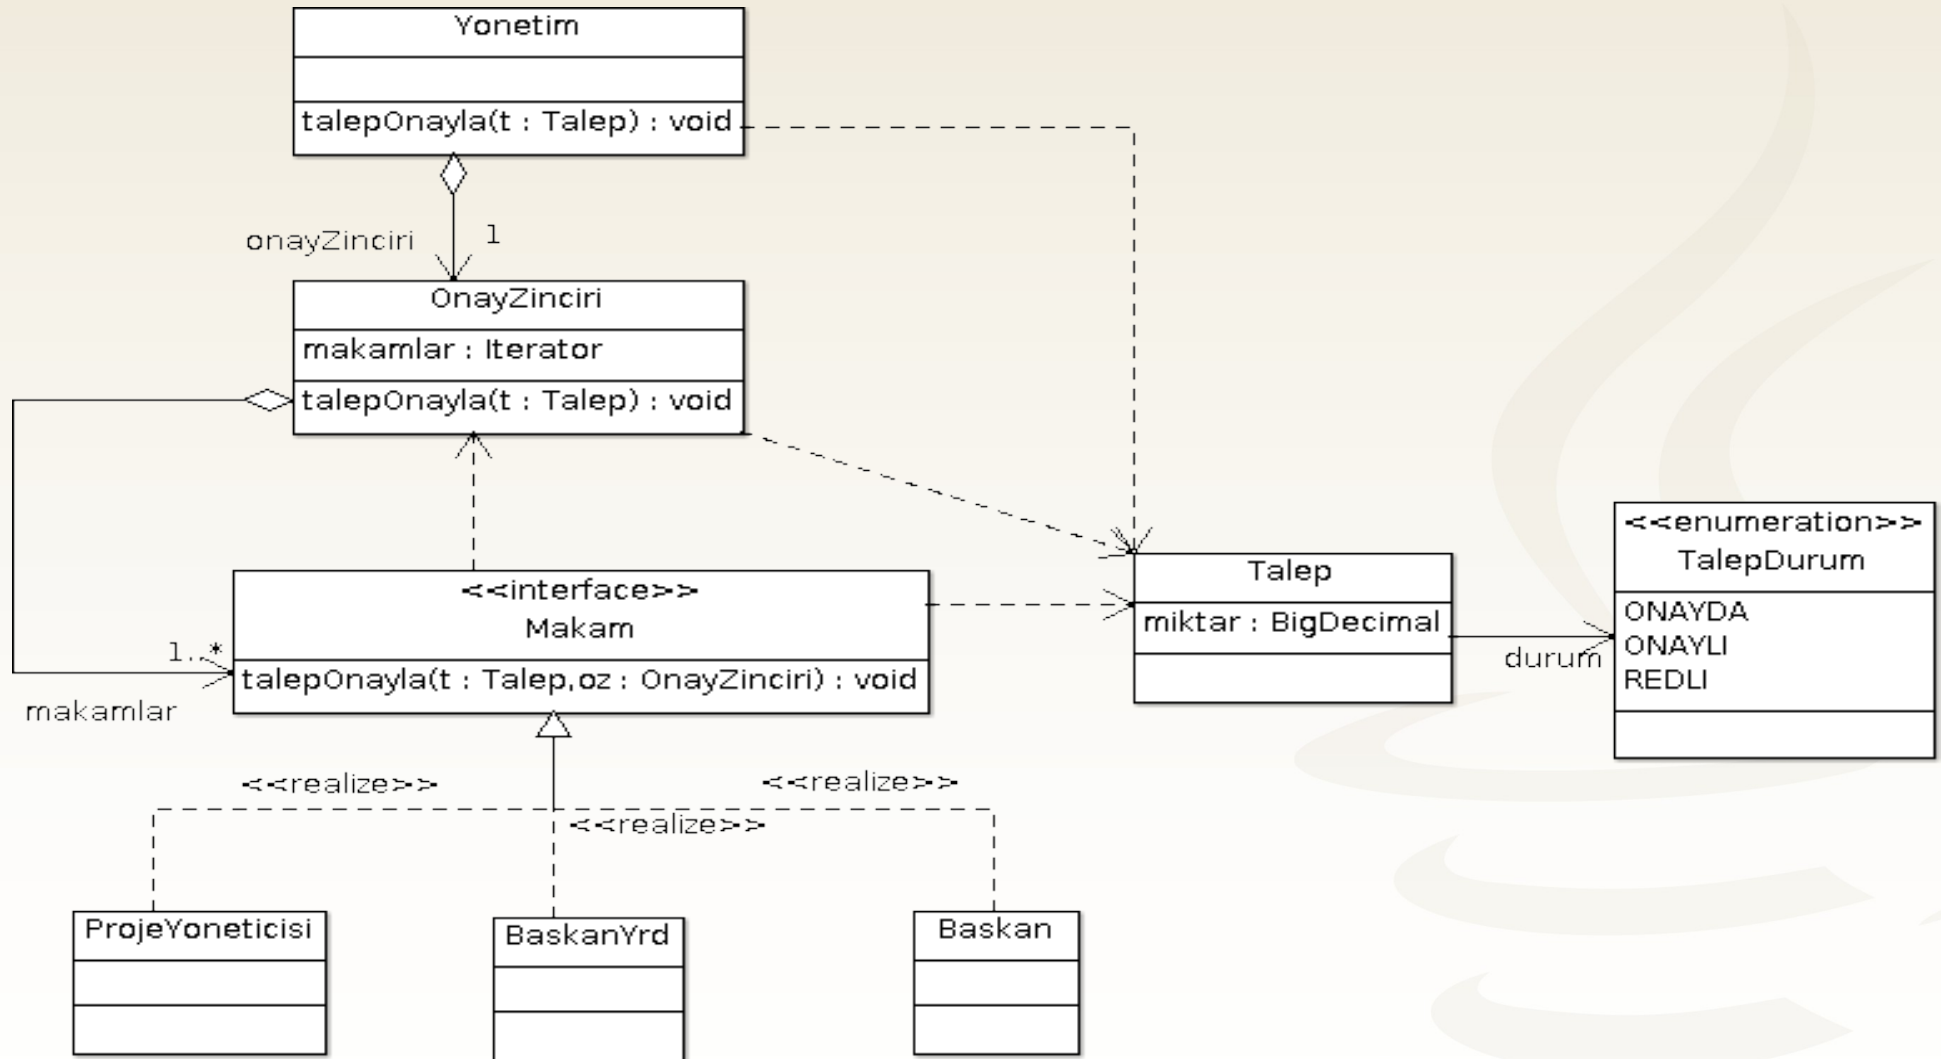 Yonetim
talepOnayla(t : Talep) : void
onayZinciri
1
OnayZinciri
makamlar : Iterator
talepOnayla(t : Talep) : void
<<interface>>
Makam
talepOnayla(t : Talep,oz : OnayZinciri) : void
1..*
makamlar
Talep
miktar : BigDecimal
durum
<<enumeration>>
TalepDurum
ONAYDA
ONAYLI
REDLI
<<realize>>
<<realize>>
<<realize>>
ProjeYoneticisi
BaskanYrd
Baskan